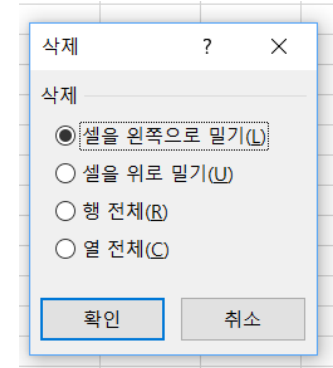 삭제 ? ×
삭제
셀을 왼쪽으로 밀기(L)
셀을 위로 밀기(U)
행 전체(R)
열 전체(C)
확인 취소